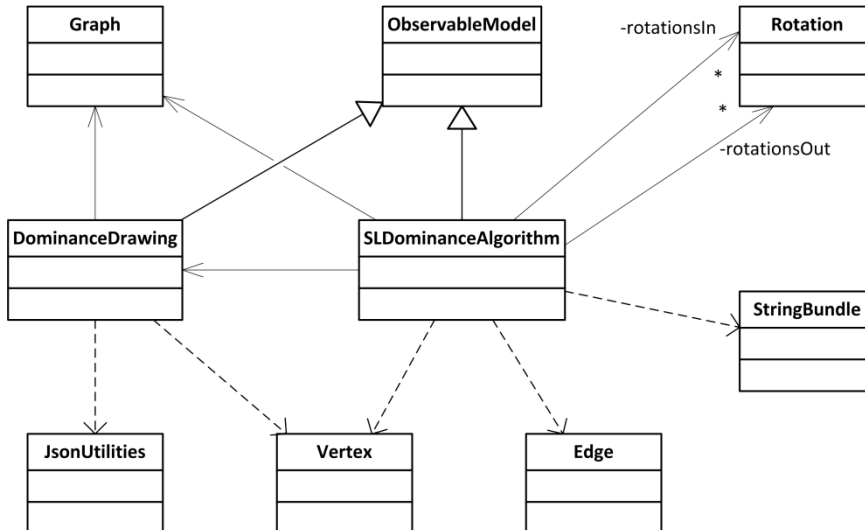 Graph
ObservableModel
-rotationsIn
Rotation
*
*
-rotationsOut
DominanceDrawing
SLDominanceAlgorithm
StringBundle
JsonUtilities
Vertex
Edge